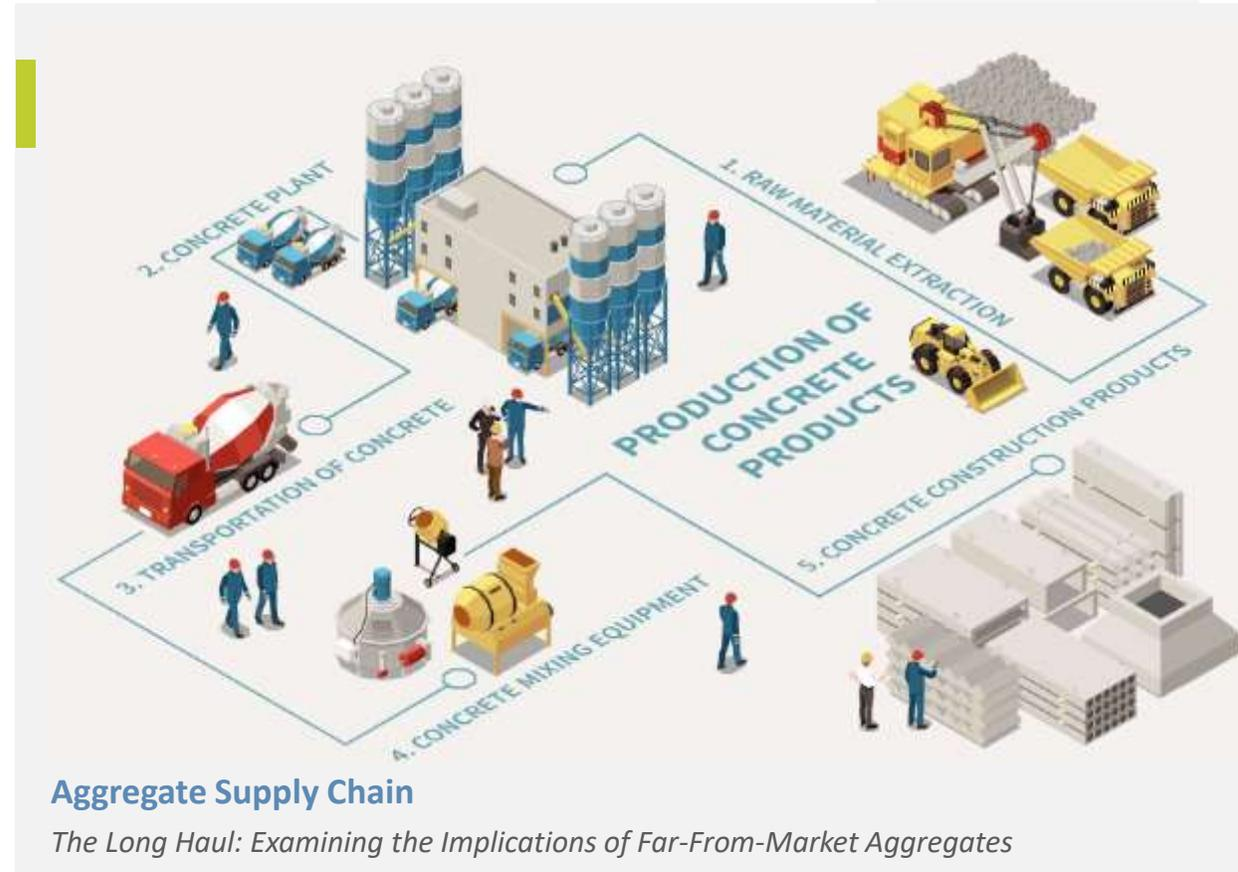 1. RAW MATERIAL EXTRACTION
2. CONCRETE PLANT
PRODUCTION OF
CONCRETE
PRODUCTS
3. TRANSPORTATION OF CONCRETE
5. CONCRETE CONSTRUCTION PRODUCTS
4. CONCRETE MIXING EQUIPMENT
Aggregate Supply Chain
The Long Haul: Examining the Implications of Far-From-Market Aggregates